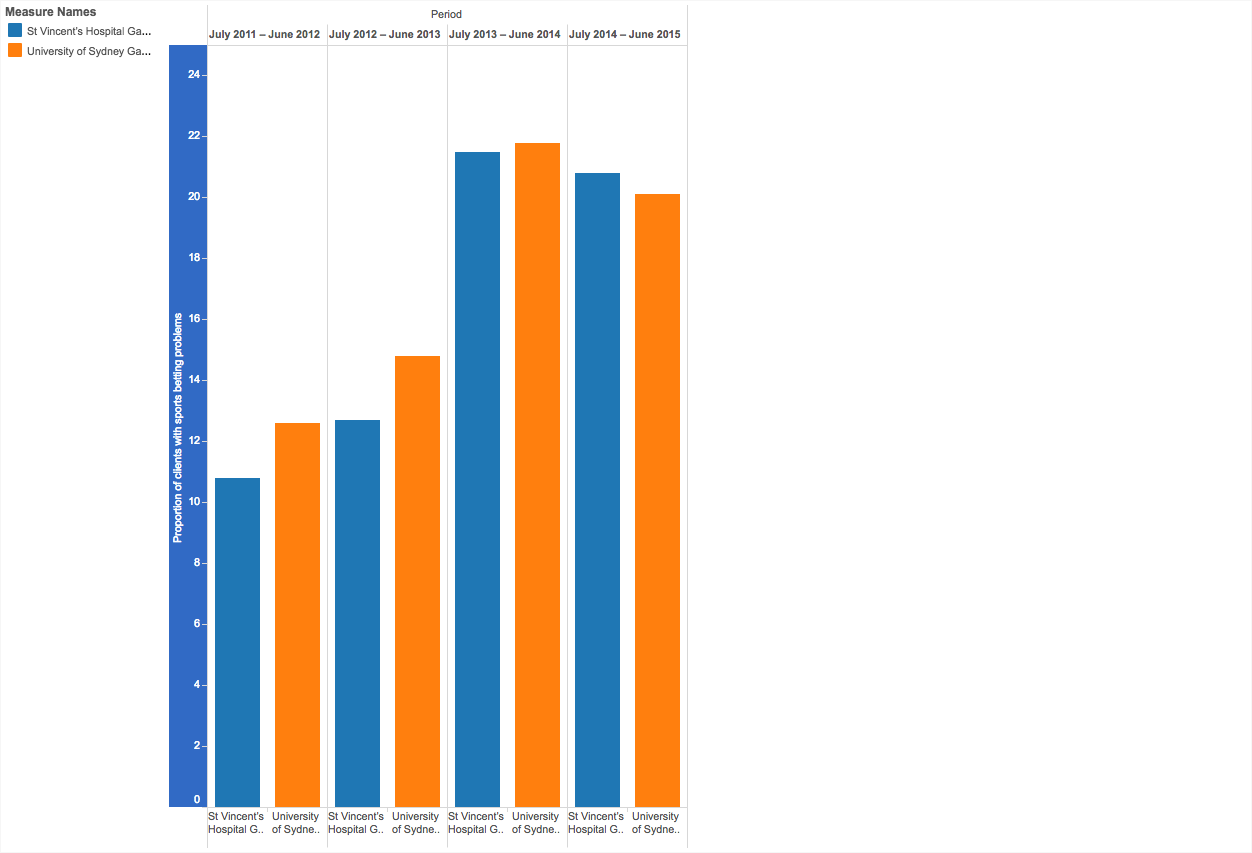 Measure Names
St Vincent's Hospital Ga...
University of Sydney Ga...
Period
July 2011 – June 2012 July 2012 – June 2013 July 2013 – June 2014 July 2014 – June 2015
Proportion of clients with sports betting problems
24
22
20
18
16
14
12
10
8
6
4
2
0
St Vincent's University St Vincent's University St Vincent's University St Vincent's University
Hospital G.. of Sydne.. Hospital G.. of Sydne.. Hospital G.. of Sydne.. Hospital G.. of Sydne..